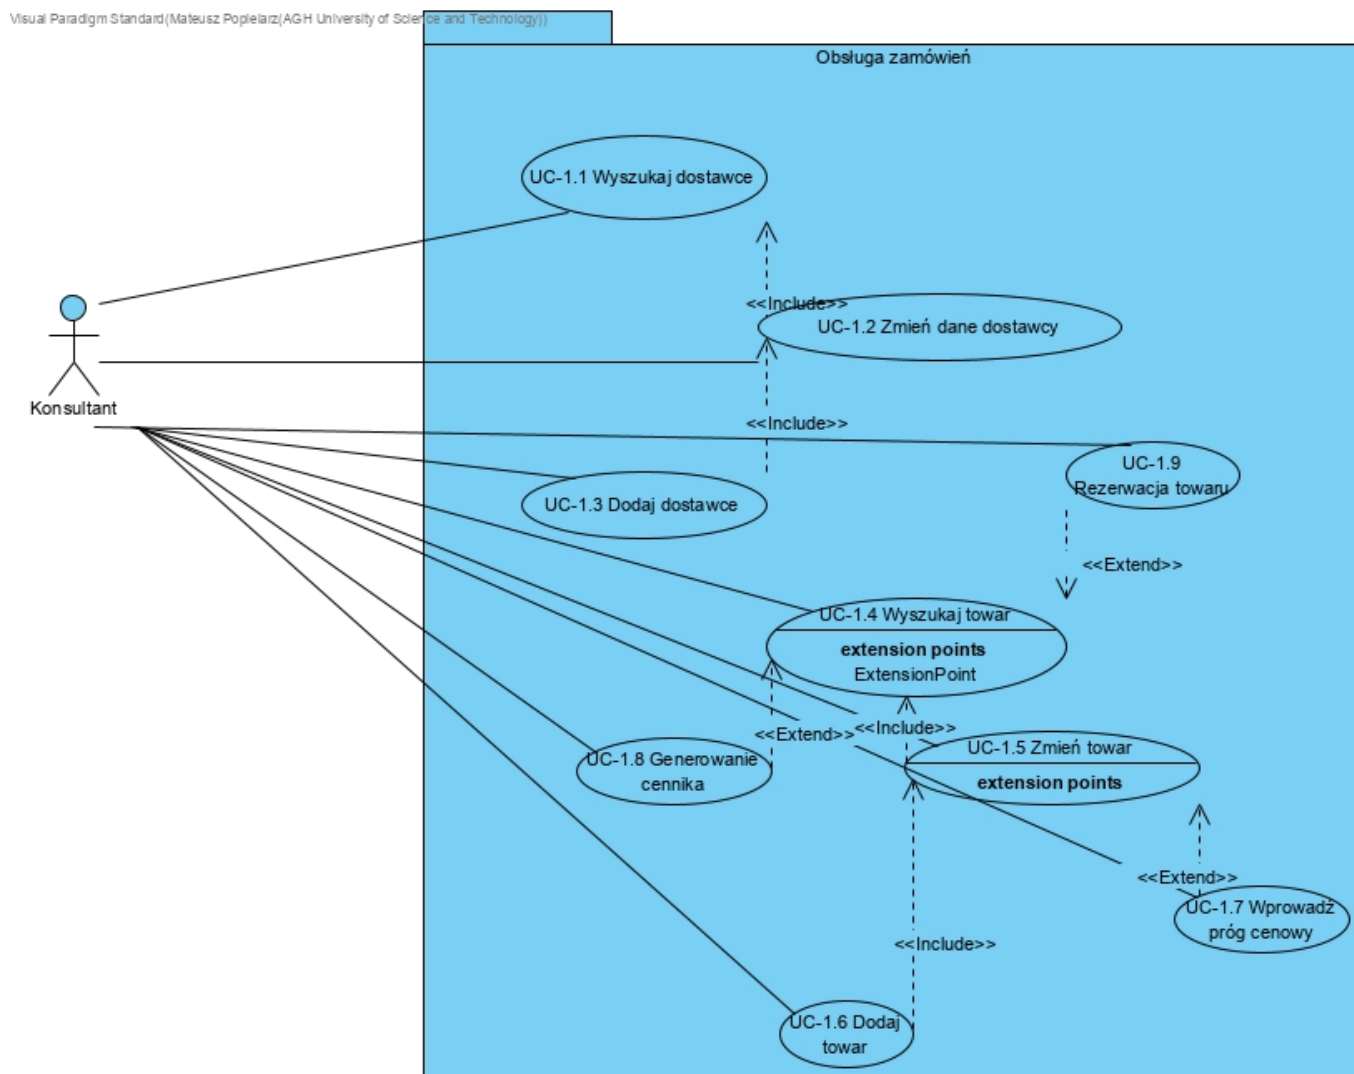 Visual Paradigm Standard(Mateusz Popielarz(AGH University of Science and Technology))
Obsługa zamówień
UC-1.1 Wyszukaj dostawce
<<Include>>
UC-1.2 Zmień dane dostawcy
Konsultant
<<Include>>
UC-1.9
Rezerwacja towaru
UC-1.3 Dodaj dostawce
<<Extend>>
UC-1.4 Wyszukaj towar
extension points
ExtensionPoint
<<Extend>>
<<Include>>
UC-1.5 Zmień towar
extension points
UC-1.8 Generowanie
cennika
<<Extend>>
UC-1.7 Wprowadź
próg cenowy
<<Include>>
UC-1.6 Dodaj
towar